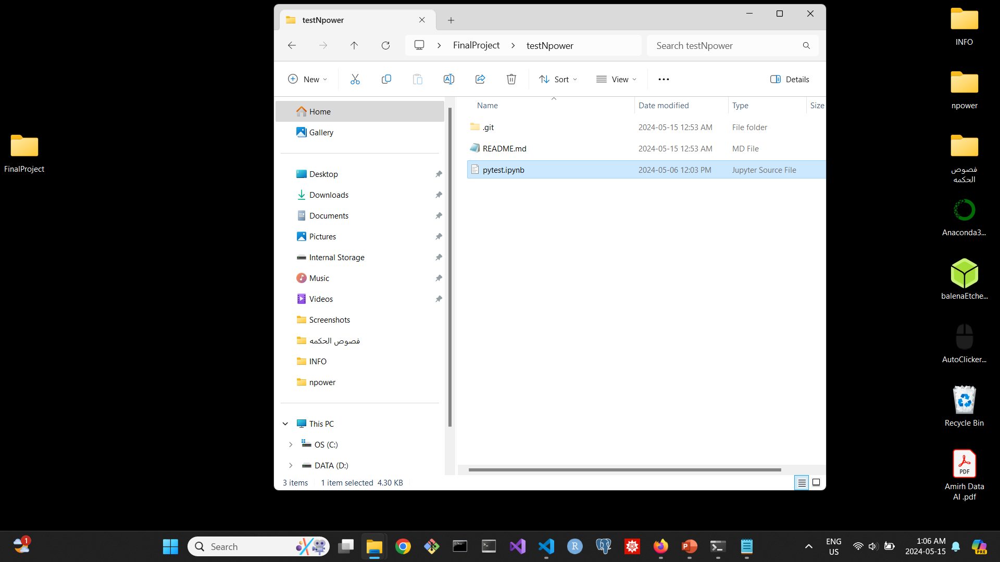 testNpower
FinalProject
testNpower
Search testNpower
New
Sort
View
Details
Home
Gallery
Desktop
Downloads
Documents
Pictures
Internal Storage
Music
Videos
Screenshots
فصوص الحكمه
INFO
npower
This PC
OS (C:)
DATA (D:)
Name Date modified Type Size
.git 2024-05-15 12:53 AM File folder
README.md 2024-05-15 12:53 AM MD File
pytest.ipynb 2024-05-06 12:03 PM Jupyter Source File
3 items 1 item selected 4.30 KB
FinalProject
INFO
npower
فصوص
الحكمه
Anaconda3...
balenaEtche...
AutoClicker...
Recycle Bin
PDF
Amirh Data
AI .pdf
1
Search
R
P
ENG
US
1:06 AM
2024-05-15
PRE